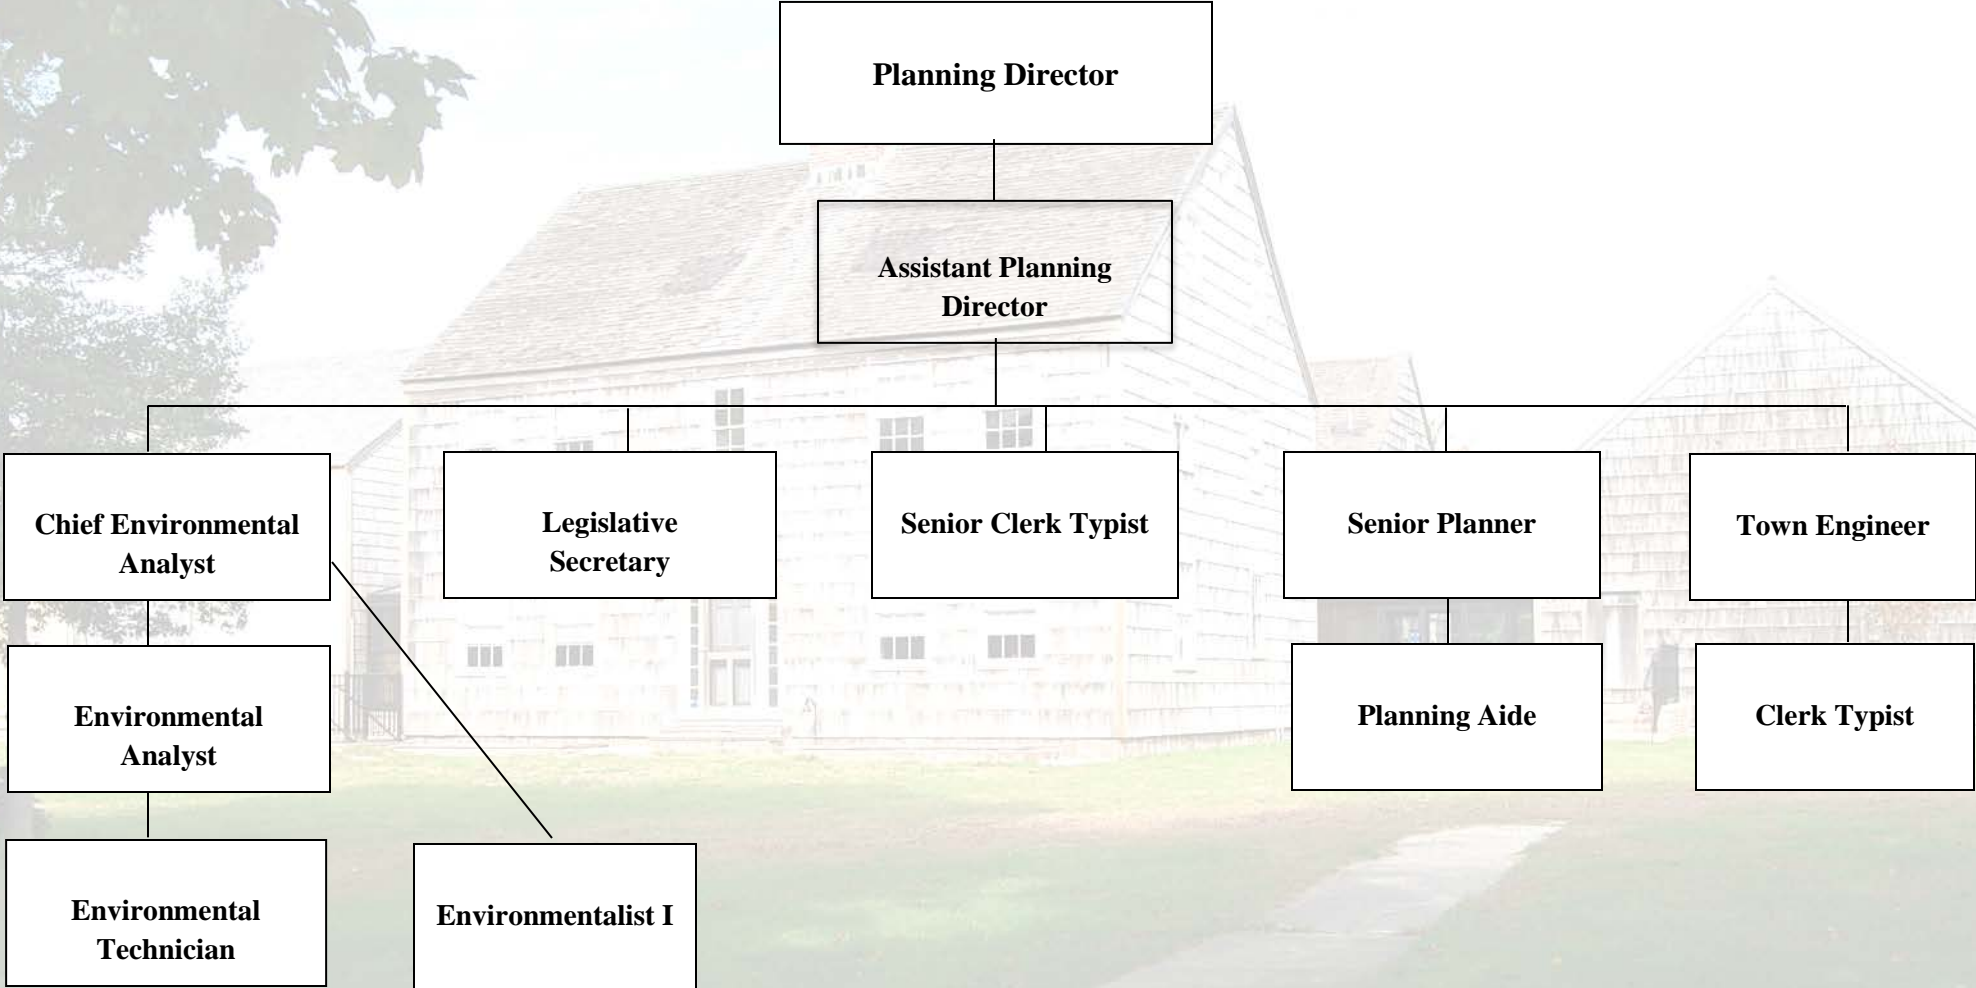 Planning Director
Assistant Planning
Director
Chief Environmental
Analyst
Legislative
Secretary
Senior Clerk Typist
Senior Planner
Town Engineer
Environmental
Analyst
Planning Aide
Clerk Typist
Environmental
Technician
Environmentalist I